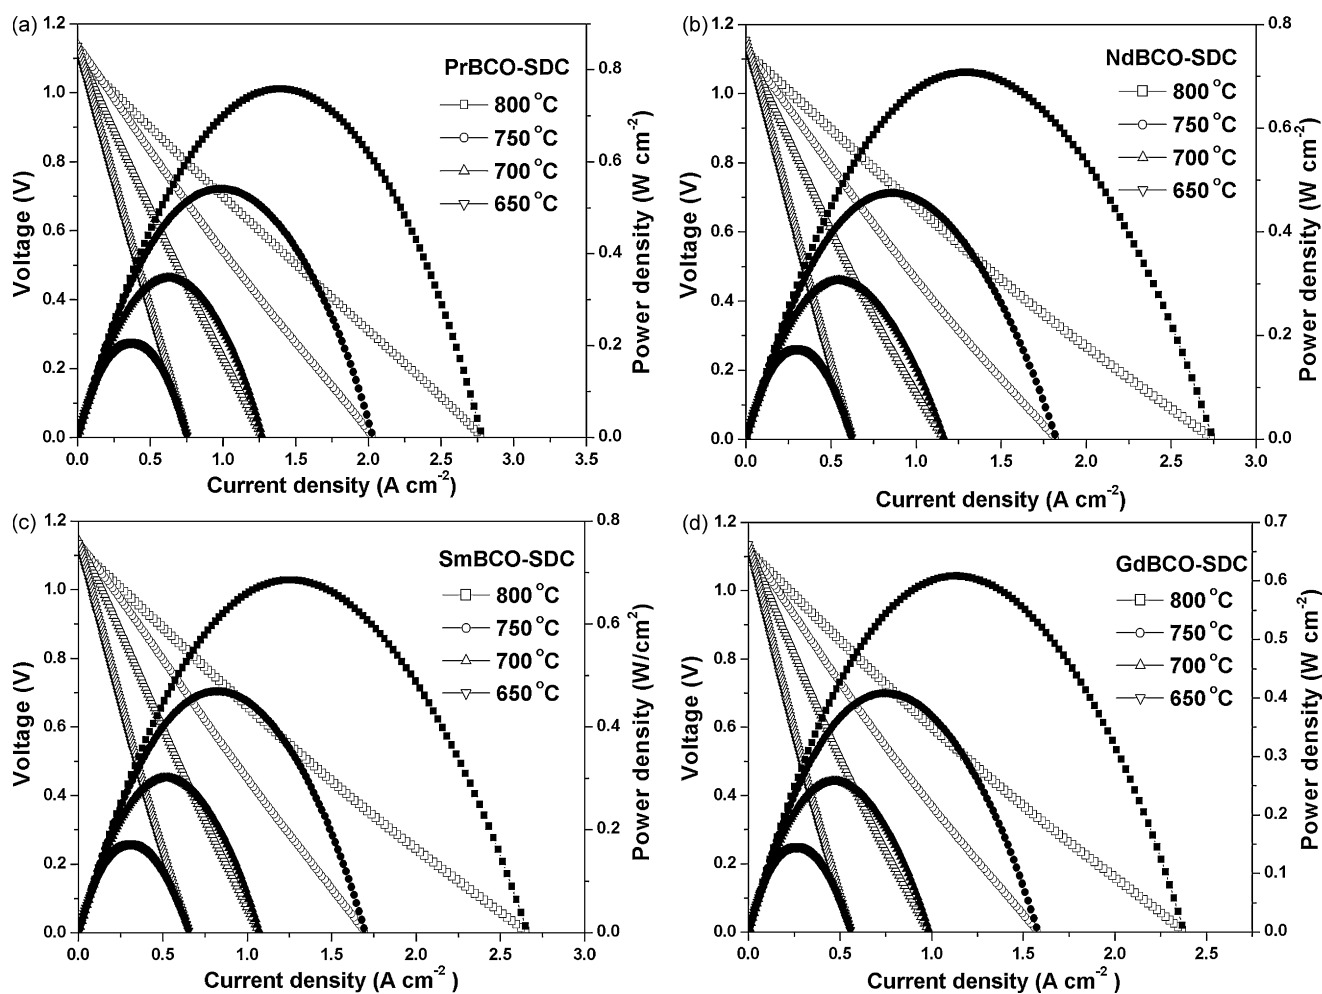 (a)
PrBCO-SDC
800 °C
750 °C
700 °C
650 °C
Voltage (V)
1.2
1.0
0.8
0.6
0.4
0.2
0.0
0.0 0.5 1.0 1.5 2.0 2.5 3.0 3.5
Current density (A cm-2)
0.8
0.6
0.4
0.2
0.0
Power density (W cm-2)
(b)
NdBCO-SDC
800 °C
750 °C
700 °C
650 °C
Voltage (V)
1.2
1.0
0.8
0.6
0.4
0.2
0.0
0.0 0.5 1.0 1.5 2.0 2.5 3.0
Current density (A cm-2)
0.8
0.6
0.4
0.2
0.0
Power density (W cm-2)
(c)
SmBCO-SDC
800 °C
750 °C
700 °C
650 °C
Voltage (V)
1.2
1.0
0.8
0.6
0.4
0.2
0.0
0.0 0.5 1.0 1.5 2.0 2.5 3.0
Current density (A cm-2 )
0.8
0.6
0.4
0.2
0.0
Power density (W/cm-2)
(d)
GdBCO-SDC
800 °C
750 °C
700 °C
650 °C
Voltage (V)
1.2
1.0
0.8
0.6
0.4
0.2
0.0
0.0 0.5 1.0 1.5 2.0 2.5
Current density (A cm-2 )
0.7
0.6
0.5
0.4
0.3
0.2
0.1
0.0
Power density (W cm-2)